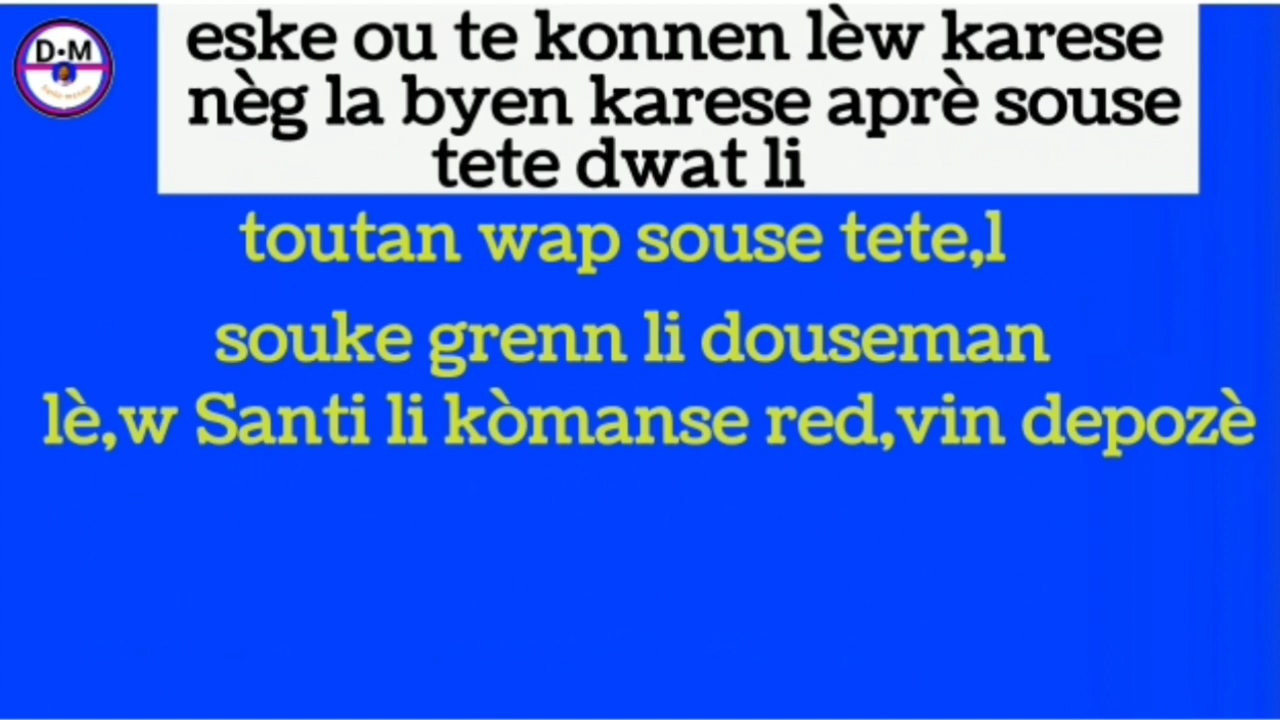 D•M
eske ou te konnen lèw karese
nèg la byen karese aprè souse
tete dwat li
toutan wap souse tete,l
souke grenn li douseman
lè,w Santi li kòmanse red,vin depozè